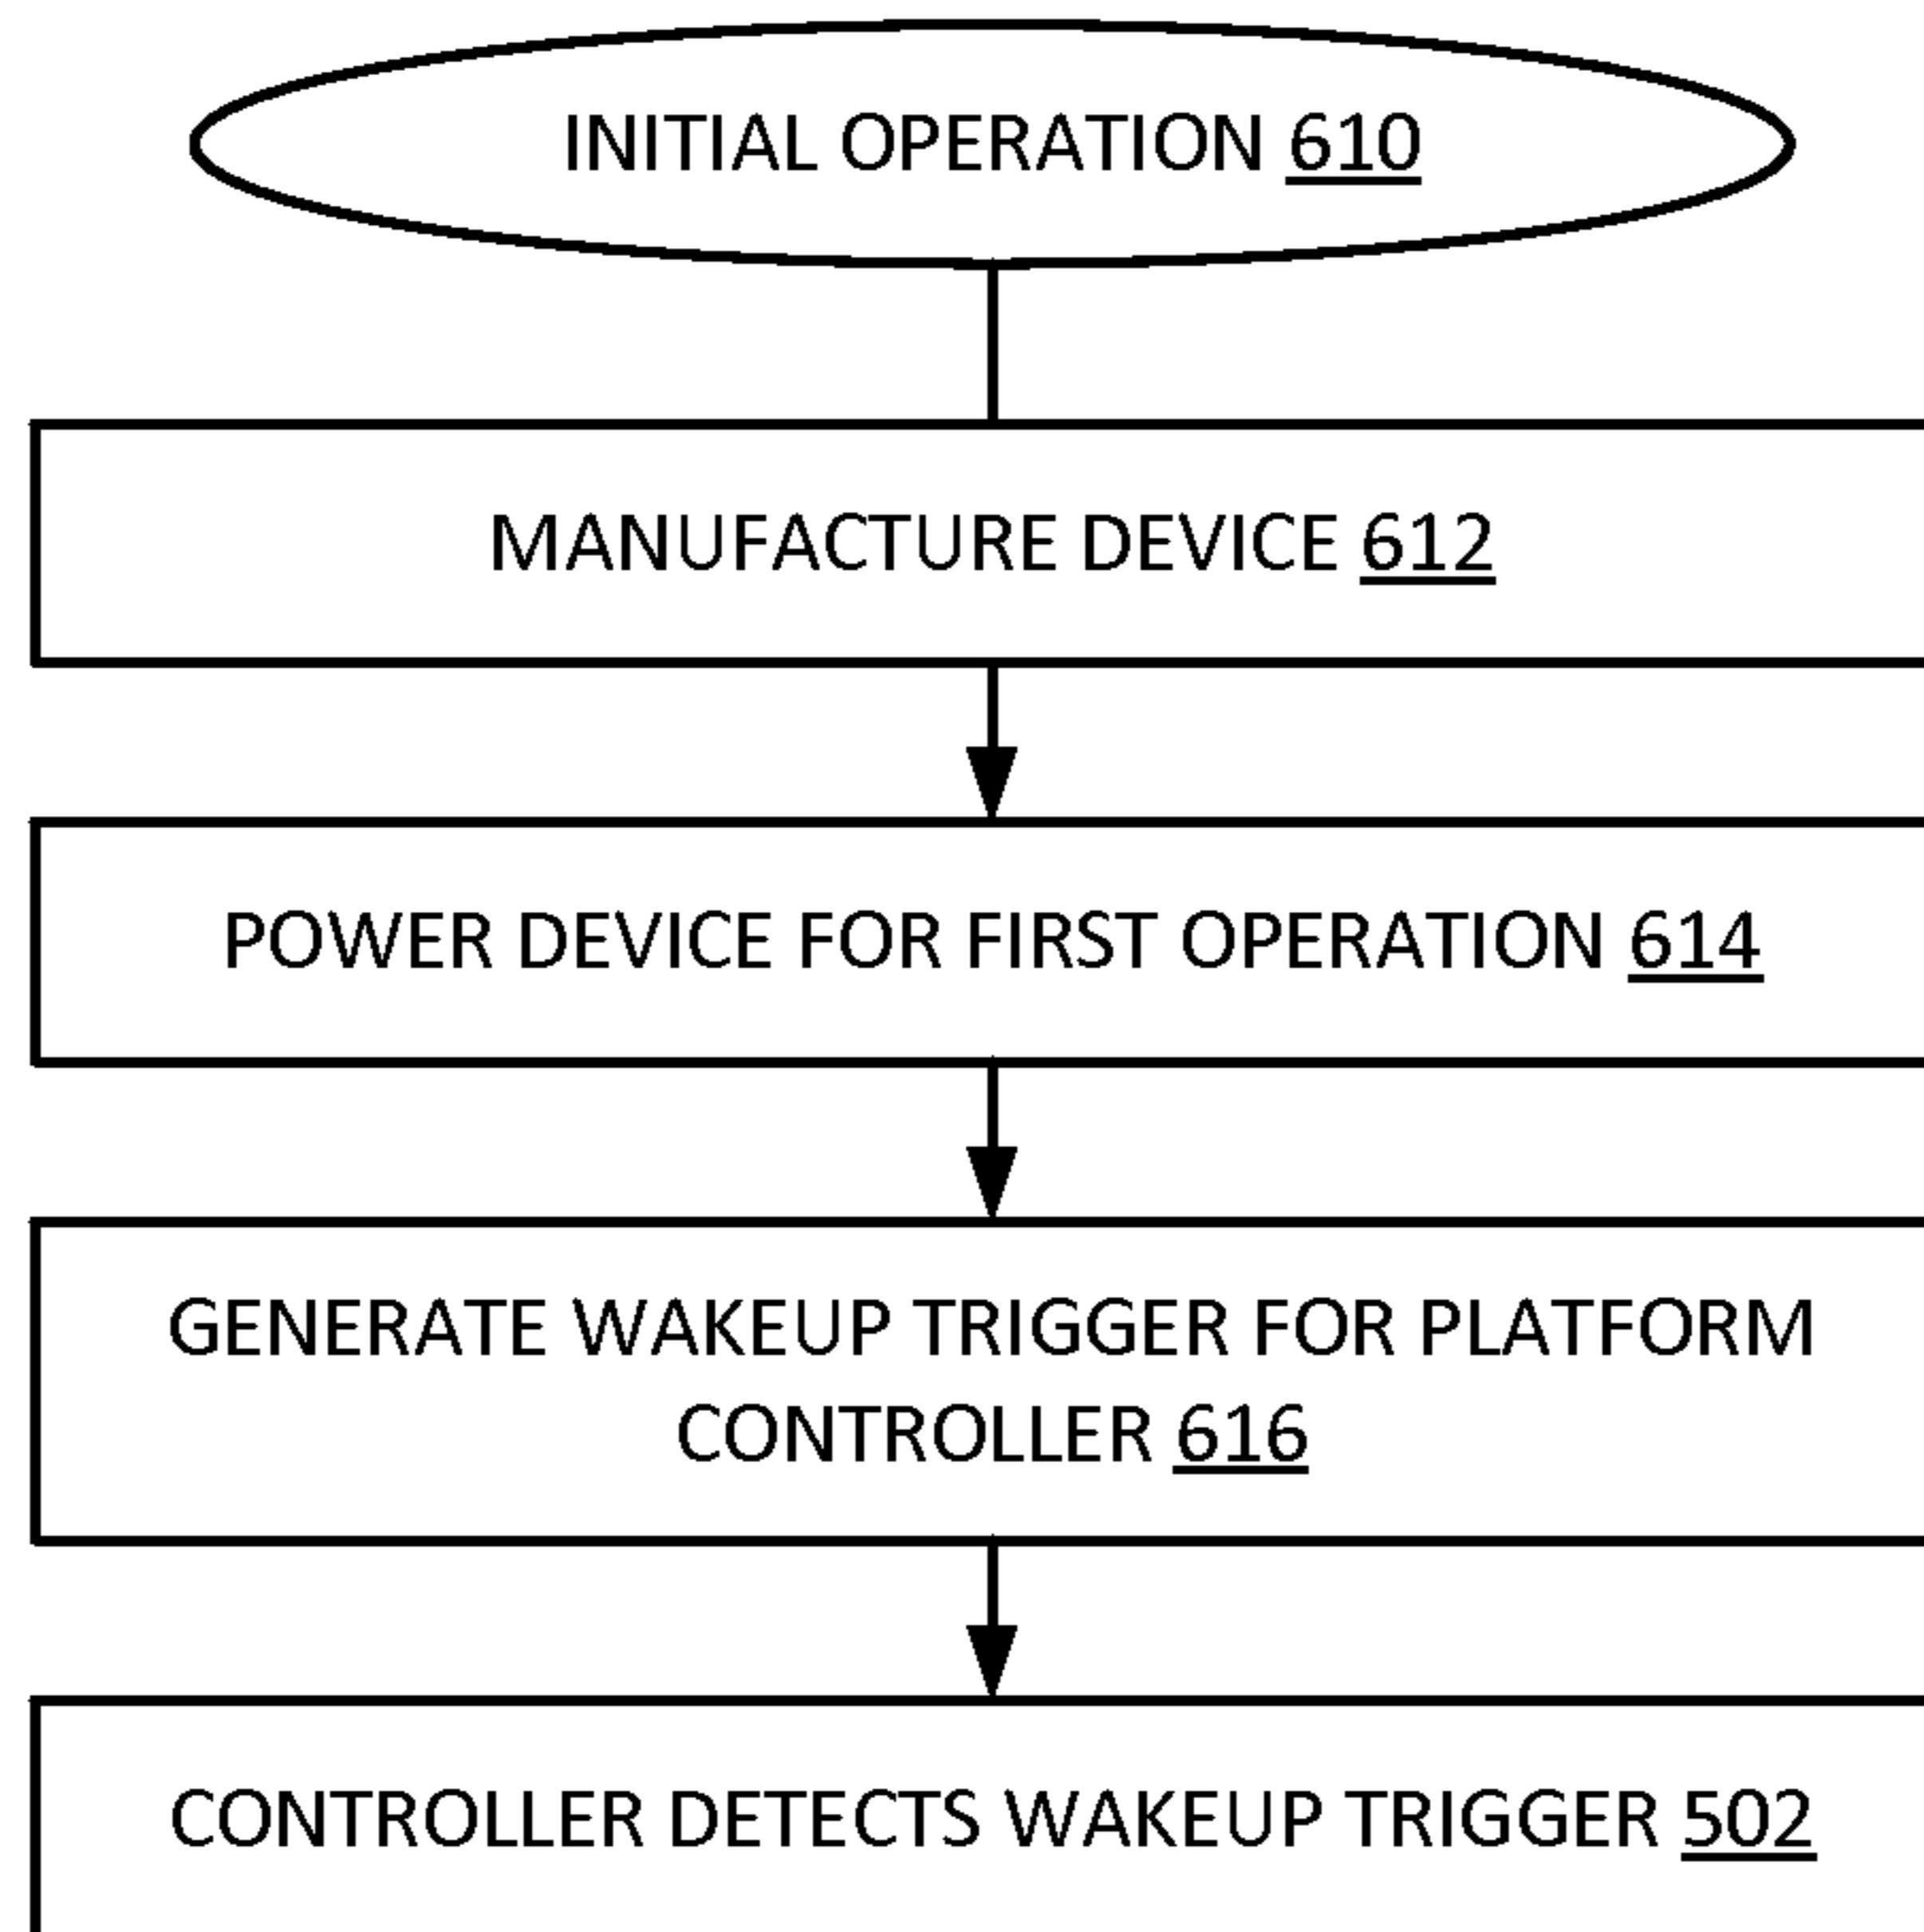 INITIAL OPERATION 610
MANUFACTURE DEVICE 612
POWER DEVICE FOR FIRST OPERATION 614
GENERATE WAKEUP TRIGGER FOR PLATFORM
CONTROLLER 616
CONTROLLER DETECTS WAKEUP TRIGGER 502